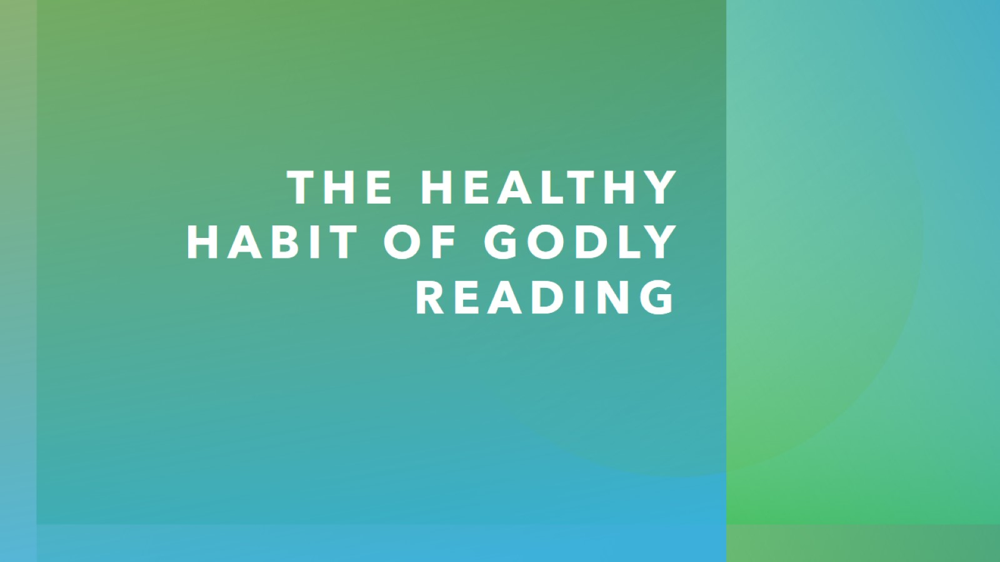 THE HEALTHY
HABIT OF GODLY
READING